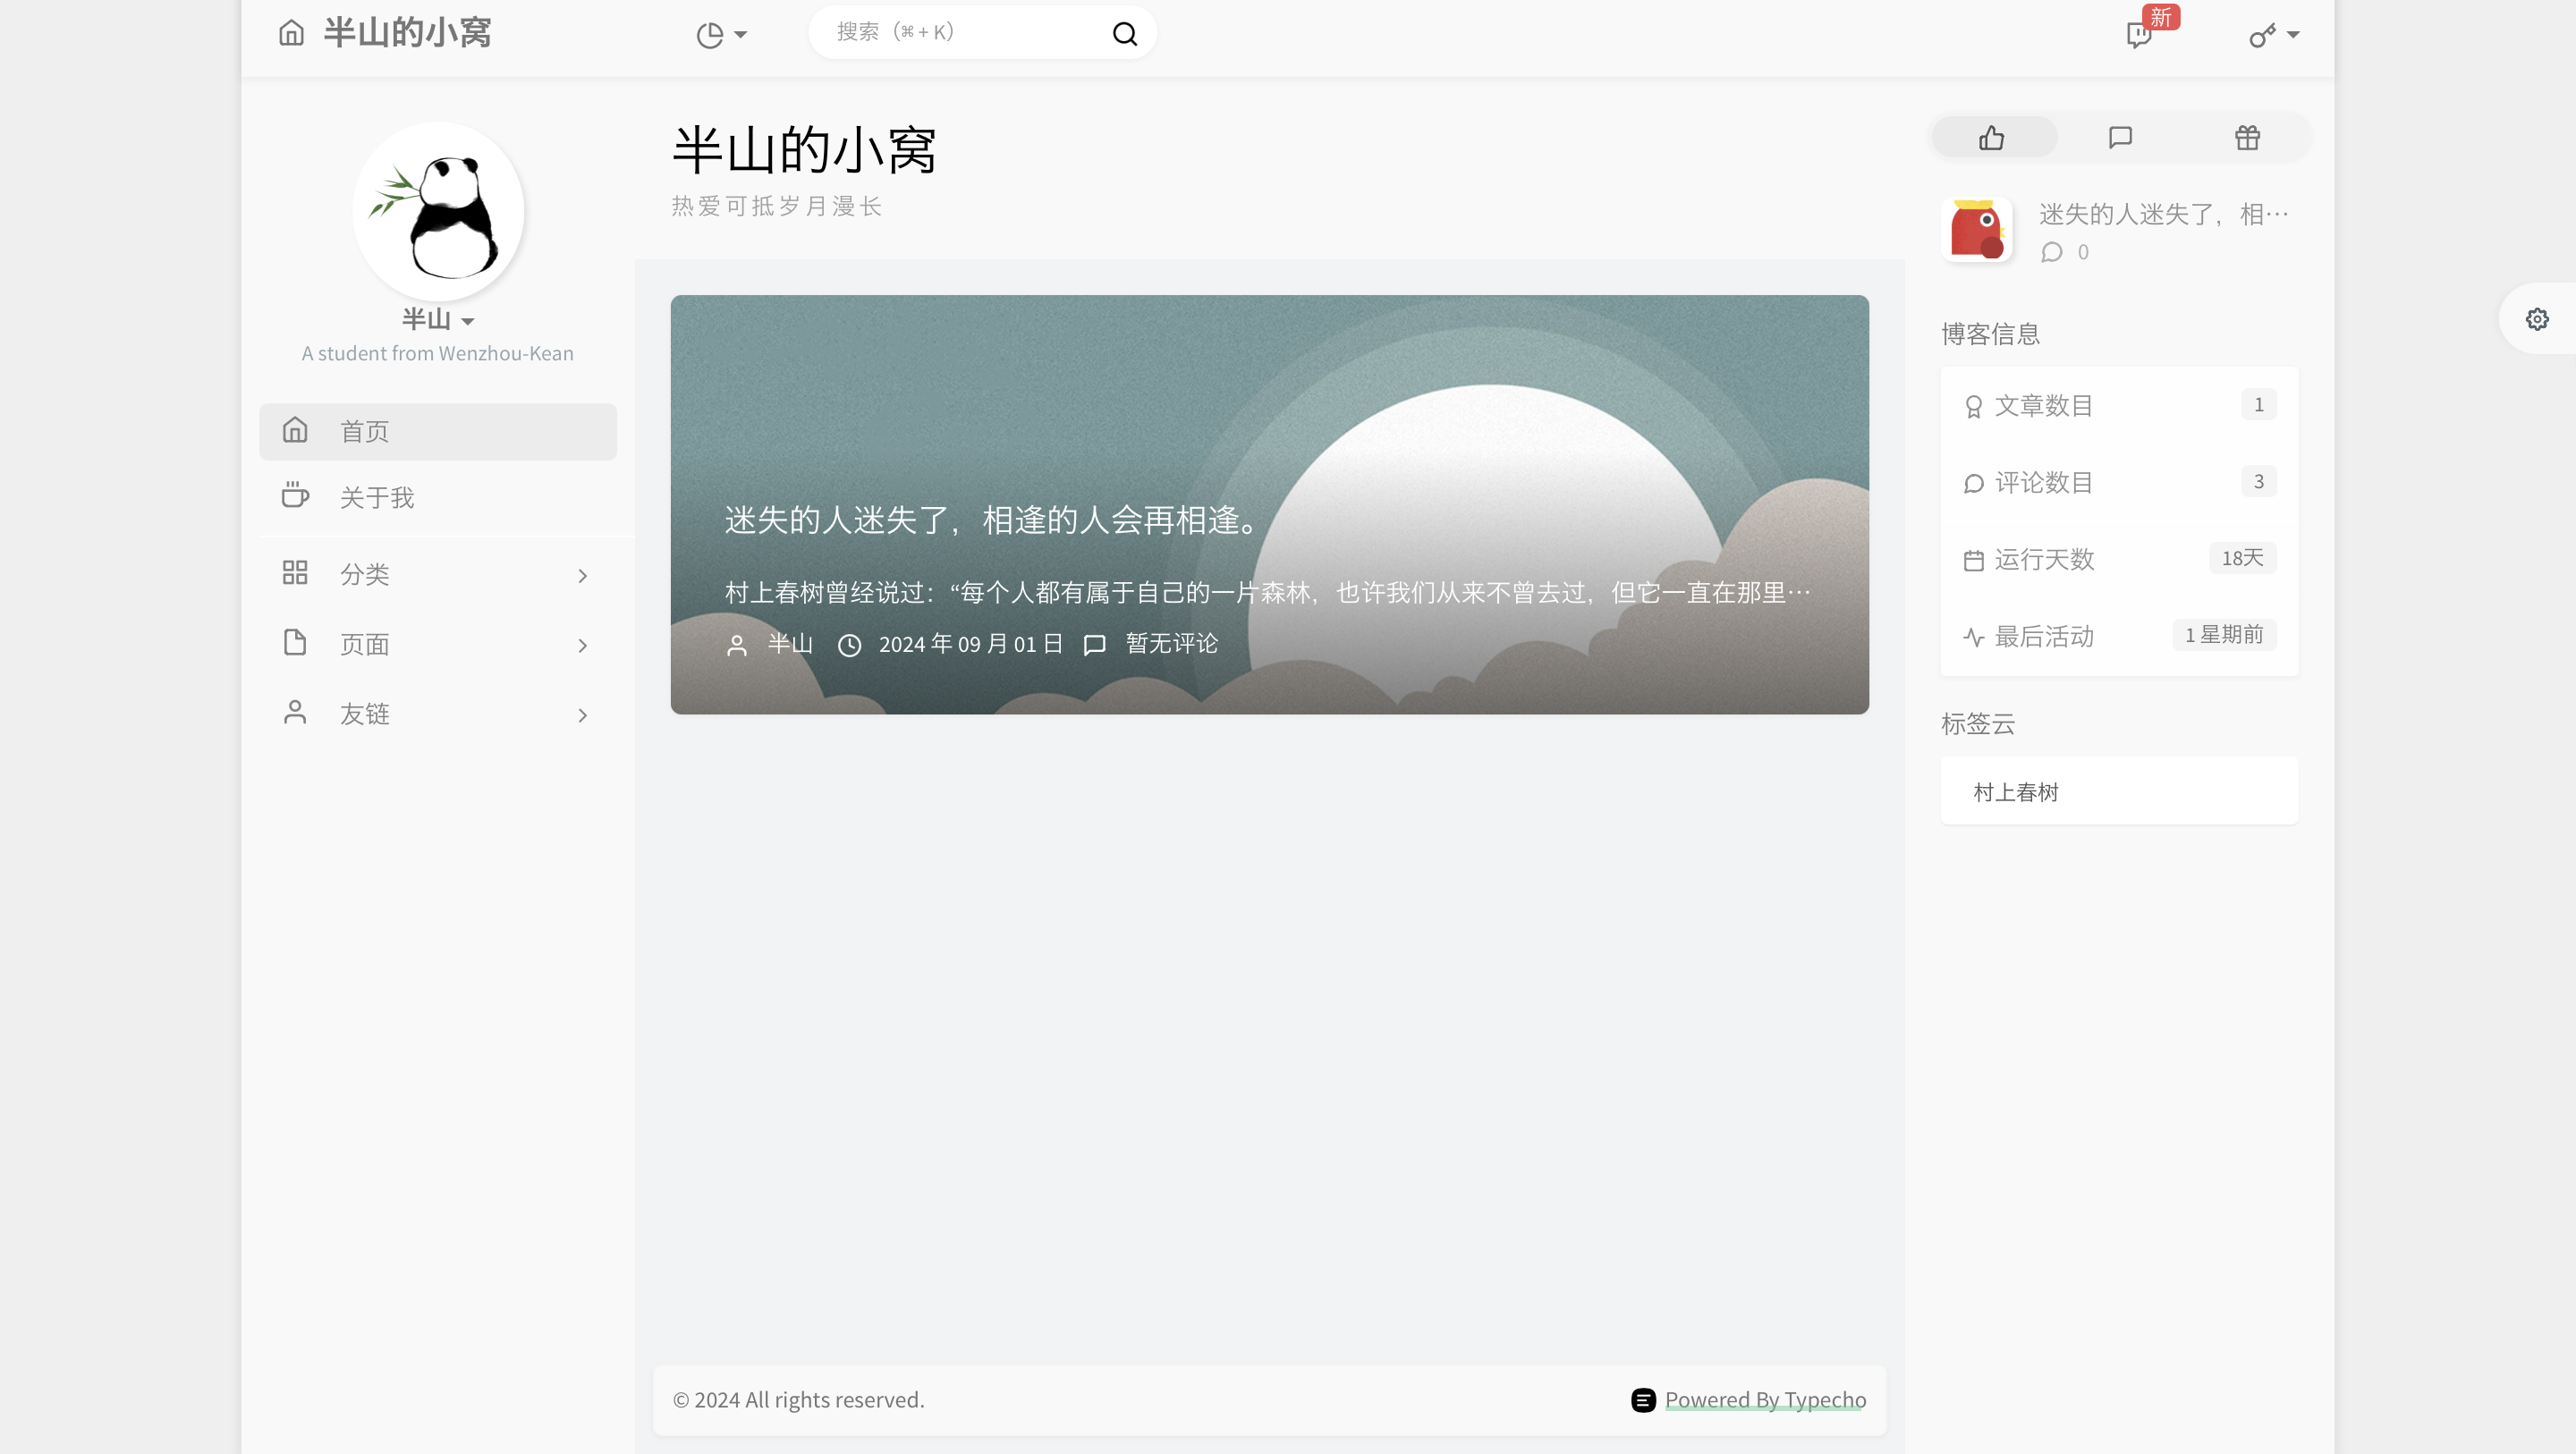 半山的小窝
搜索（⌘ + K）
新
半山
A student from Wenzhou-Kean
首页
关于我
分类
页面
友链
半山的小窝
热爱可抵岁月漫长
迷失的人迷失了，相逢的人会再相逢。
村上春树曾经说过：“每个人都有属于自己的一片森林，也许我们从来不曾去过，但它一直在那里…
半山 2024 年 09 月 01 日 暂无评论
© 2024 All rights reserved.
Powered By Typecho
迷失的人迷失了，相…
0
博客信息
文章数目 1
评论数目 3
运行天数 18天
最后活动 1 星期前
标签云
村上春树